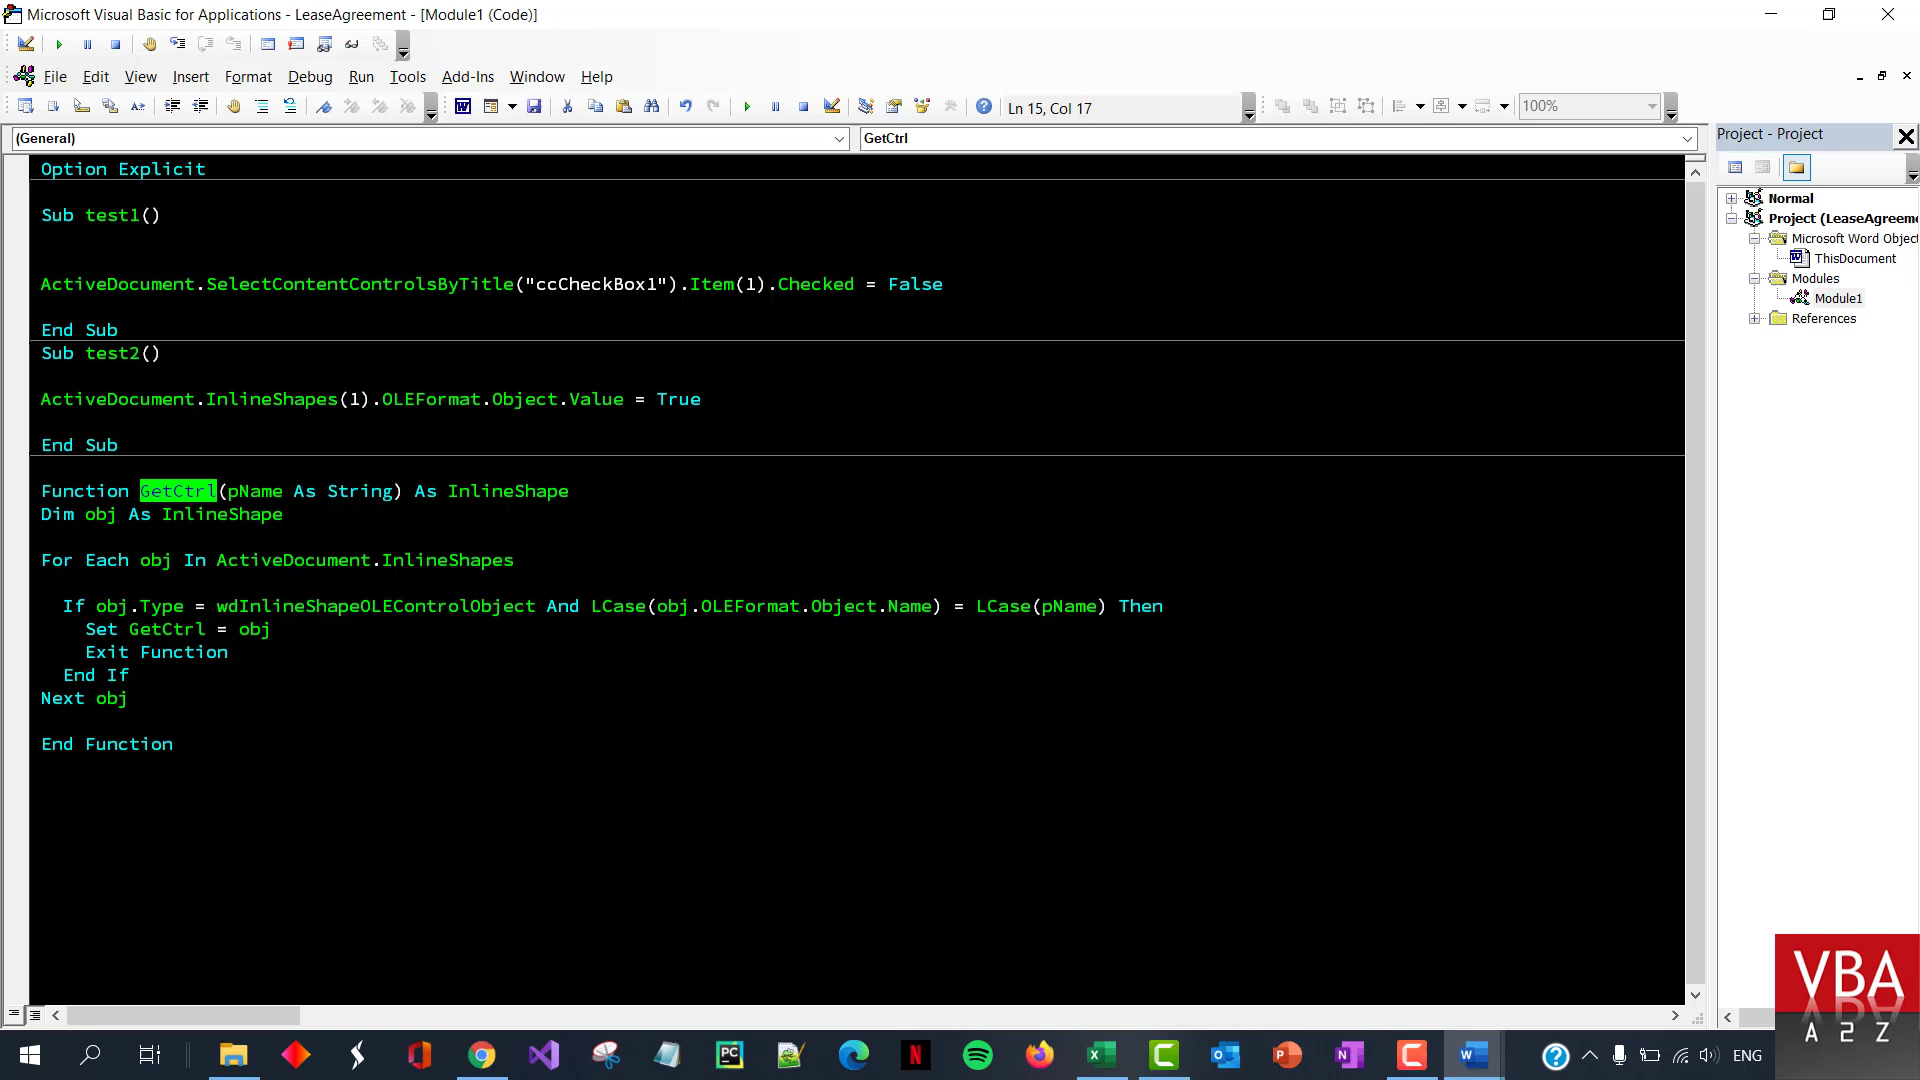 Microsoft Visual Basic for Applications - LeaseAgreement - [Module1 (Code)]
File Edit View Insert Format Debug Run Tools Add-Ins Window Help
Ln 15, Col 17
100%
(General)
GetCtrl
Option Explicit
Sub test1()
ActiveDocument.SelectContentControlsByTitle("ccCheckBox1").Item(1).Checked = False
End Sub
Sub test2()
ActiveDocument.InlineShapes(1).OLEFormat.Object.Value = True
End Sub
Function GetCtrl(pName As String) As InlineShape
Dim obj As InlineShape
For Each obj In ActiveDocument.InlineShapes
If obj.Type = wdInlineShapeOLEControlObject And LCase(obj.OLEFormat.Object.Name) = LCase(pName) Then
Set GetCtrl = obj
Exit Function
End If
Next obj
End Function
Project - Project
Normal
Project (LeaseAgreeme
Microsoft Word Object
ThisDocument
Modules
Module1
References
VBA
A 2 Z
ENG